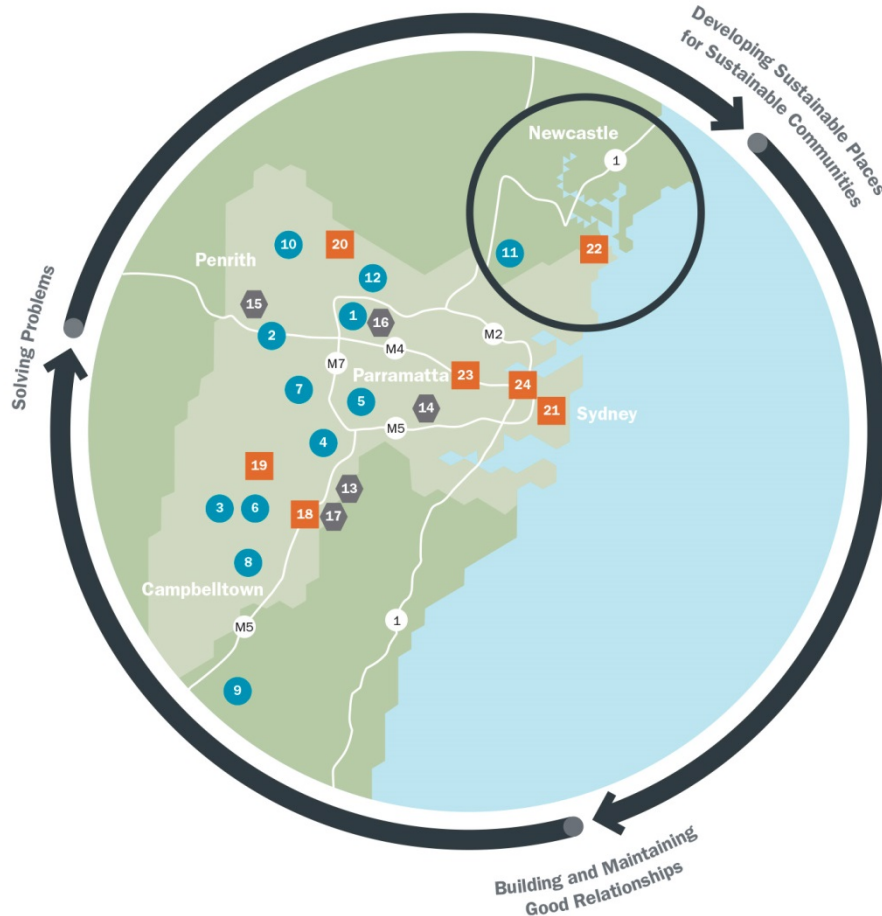 Developing Sustainable Places
for Sustainable Communities
Newcastle
1
10
20
11
22
Penrith
12
15
1
16
2
M2
M4
M7
Parramatta
23
24
7
5
14
21
Sydney
M5
4
19
13
3
6
18
17
8
Campbelltown
M5
1
9
Solving Problems
Building and Maintaining
Good Relationships